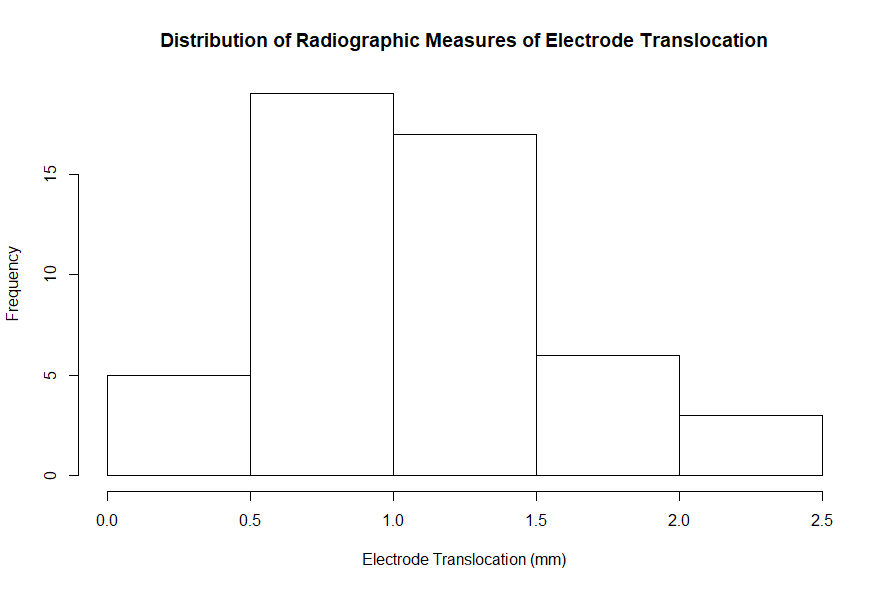 Distribution of Radiographic Measures of Electrode Translocation
Frequency
15
10
5
0
0.0 0.5 1.0 1.5 2.0 2.5
Electrode Translocation (mm)